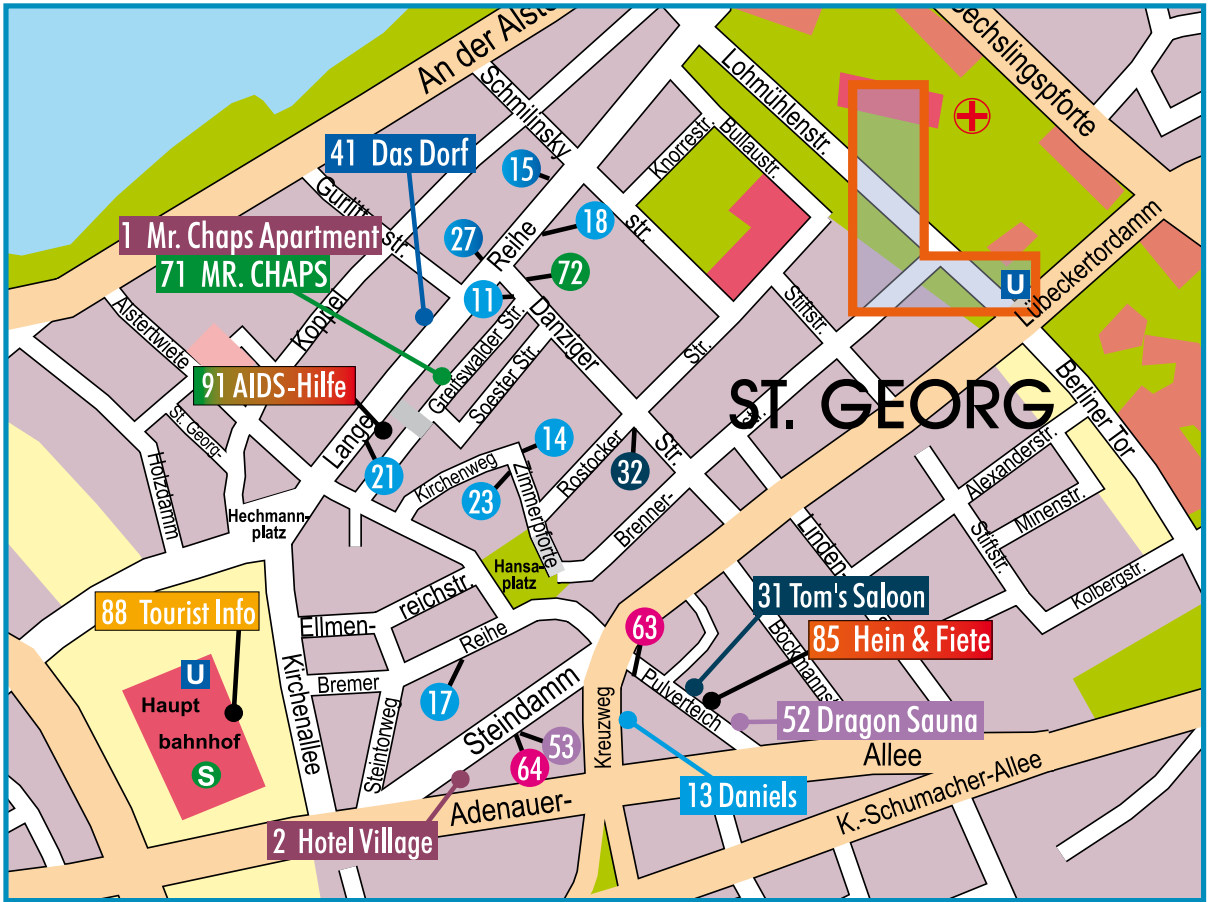 An der Alst
Sechslingspforte
Schmilinsky
str.
Lohmühlenstr.
Knorrestr.
Bullaustr.
41 Das Dorf
15
Gurlittstr.
18
1 Mr. Chaps Apartment
27
Reihe
71 MR. CHAPS
72
U
Lübeckertordamm
11
Danziger
Str.
Stiftstr.
Alstertwiete
Koppel
Greifswalder Str.
Soester Str.
Str.
91 AIDS-Hilfe
ST. GEORG
Berliner Tor
St. Georg-
Lange
14
Rostocker
32
str.
Alexanderstr.
Holzdamm
21
Kirchenweg
23
Zimmerpforte
Brenner-
Linden-
Stiftstr.
Minenstr.
Hechmann-
platz
Hansa-
platz
Kolbergstr.
88 Tourist Info
Ellmen-
reichstr.
31 Tom's Saloon
63
Böckmannstr.
85 Hein & Fiete
U
Haupt
bahnhof
S
Kirchenallee
Bremer
Reihe
17
Steintorweg
Steindamm
Kreuzweg
Pulverteich
52 Dragon Sauna
53
64
Allee
13 Daniels
Adenauer-
K.-Schumacher-Allee
2 Hotel Village